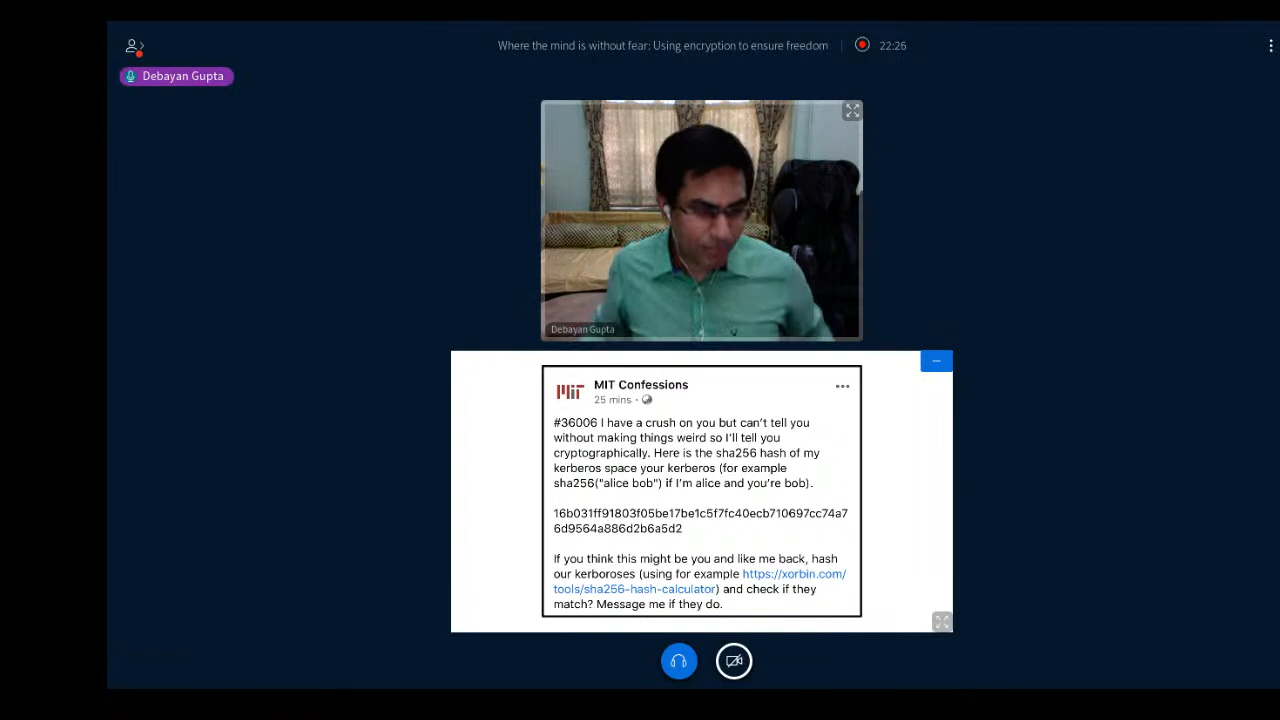 Where the mind is without fear: Using encryption to ensure freedom
22:26
Debayan Gupta
Debayan Gupta
MIT Confessions
25 mins ·
#36006 I have a crush on you but can't tell you
without making things weird so I'll tell you
cryptographically. Here is the sha256 hash of my
kerberos space your kerberos (for example
sha256("alice bob") if I'm alice and you're bob).
16b031ff91803f05be17be1c5f7fc40ecb710697cc74a7
6d9564a886d2b6a5d2
If you think this might be you and like me back, hash
our kerboroses (using for example https://xorbin.com/
tools/sha256-hash-calculator) and check if they
match? Message me if they do.